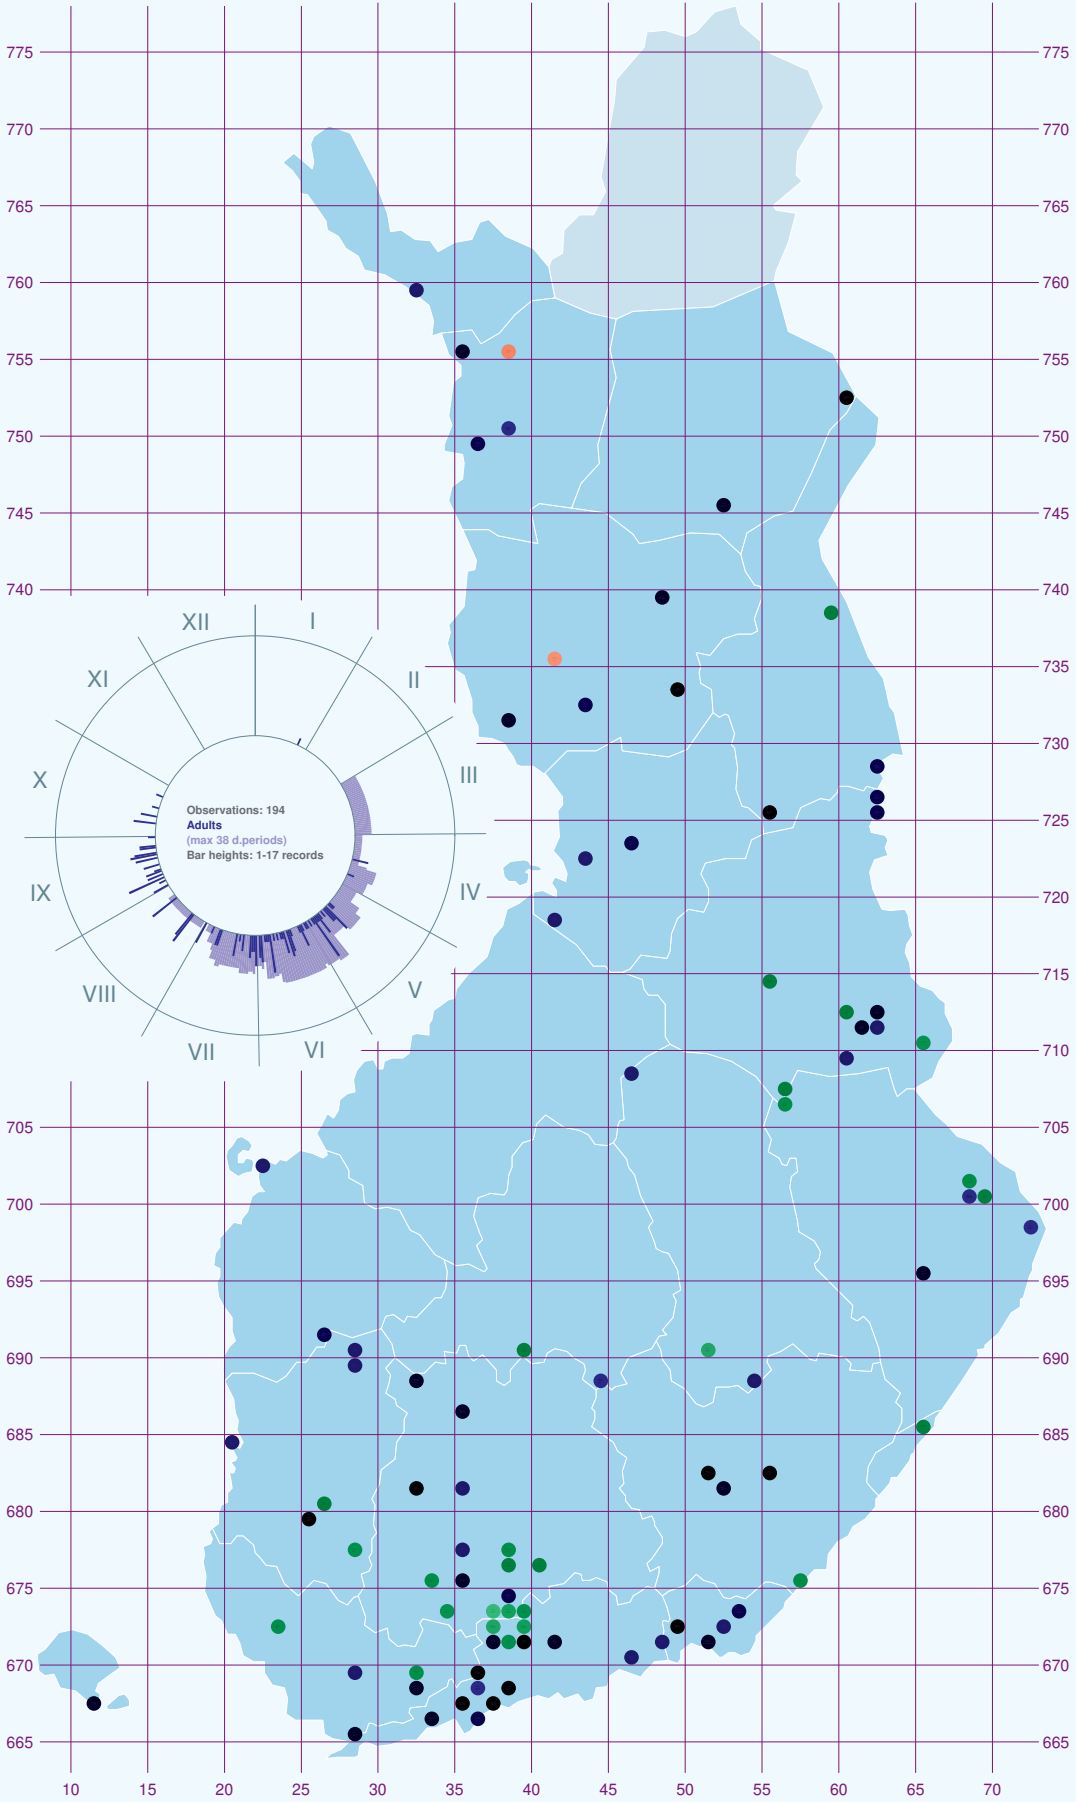 775 775
770 770
765 765
760 760
755 755
750 750
745 745
740 740
XII I
XI II
735 735
730 730
X III
Observations: 194
Adults
(max 38 d.periods)
Bar heights: 1-17 records
725 725
IX IV
720 720
VIII V
715 715
VII VI
710 710
705 705
700 700
695 695
690 690
685 685
680 680
675 675
670 670
665 665
10 15 20 25 30 35 40 45 50 55 60 65 70